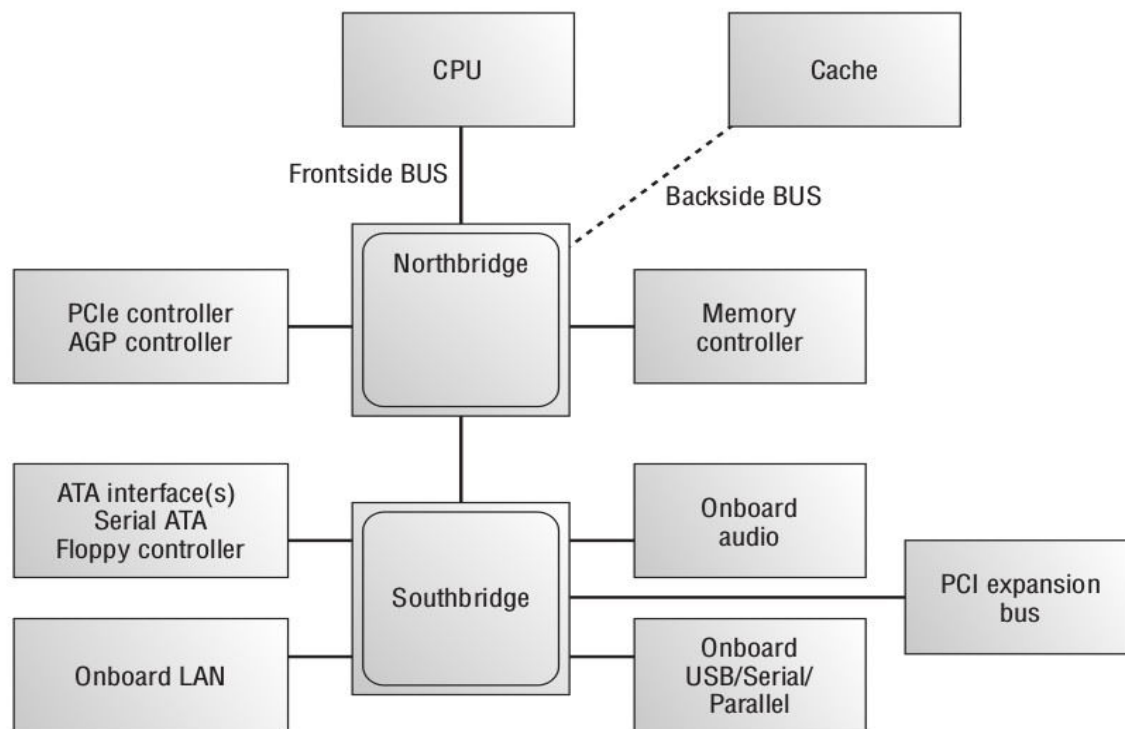 CPU
Cache
Frontside BUS
Backside BUS
Northbridge
PCIe controller
AGP controller
Memory
controller
ATA interface(s)
Serial ATA
Floppy controller
Onboard
audio
Southbridge
PCI expansion
bus
Onboard LAN
Onboard
USB/Serial/
Parallel